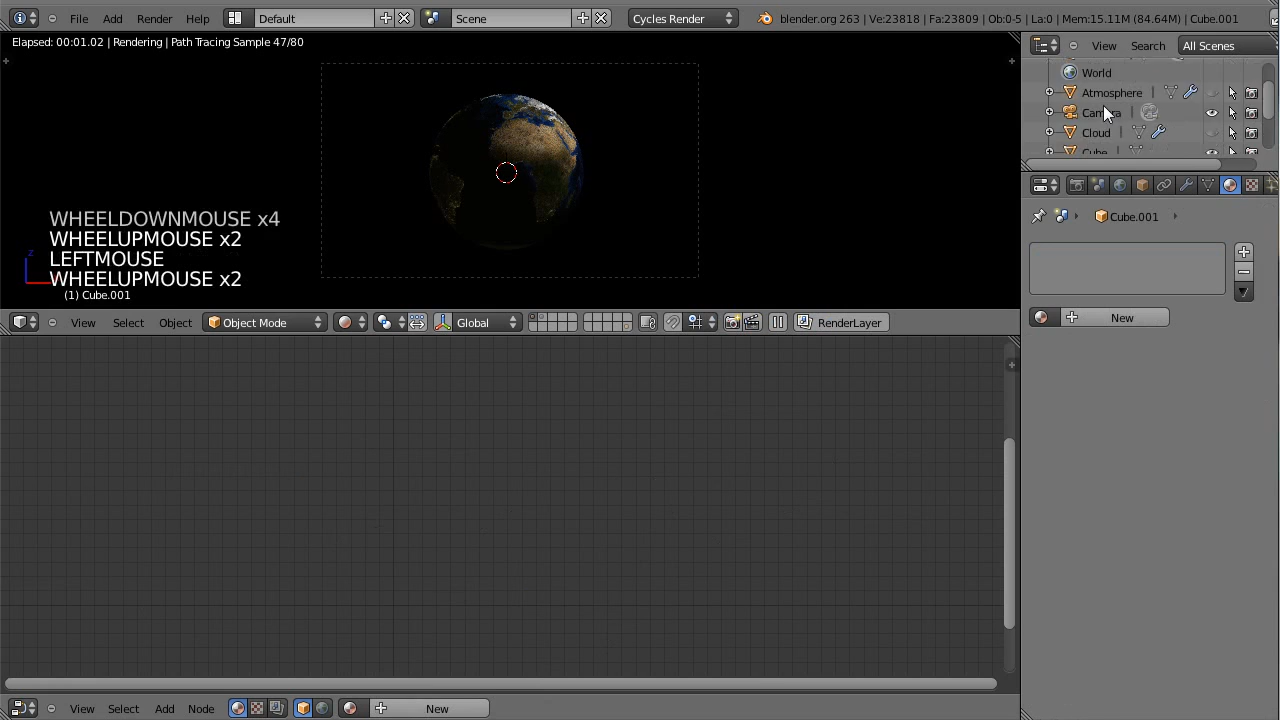 File Add Render Help Default Scene Cycles Render blender.org 263 | Ve:23818 | Fa:23809 | Ob:0-5 | La:0 | Mem:15.11M (84.64M) | Cube.001
Elapsed: 00:01.02 | Rendering | Path Tracing Sample 47/80
View Search All Scenes
World
Atmosphere
Camera
Cloud
Cube
Cube.001
WHEELDOWNMOUSE x4
WHEELUPMOUSE x2
LEFTMOUSE
WHEELUPMOUSE x2
(1) Cube.001
New
View Select Object Object Mode Global RenderLayer
View Select Add Node New